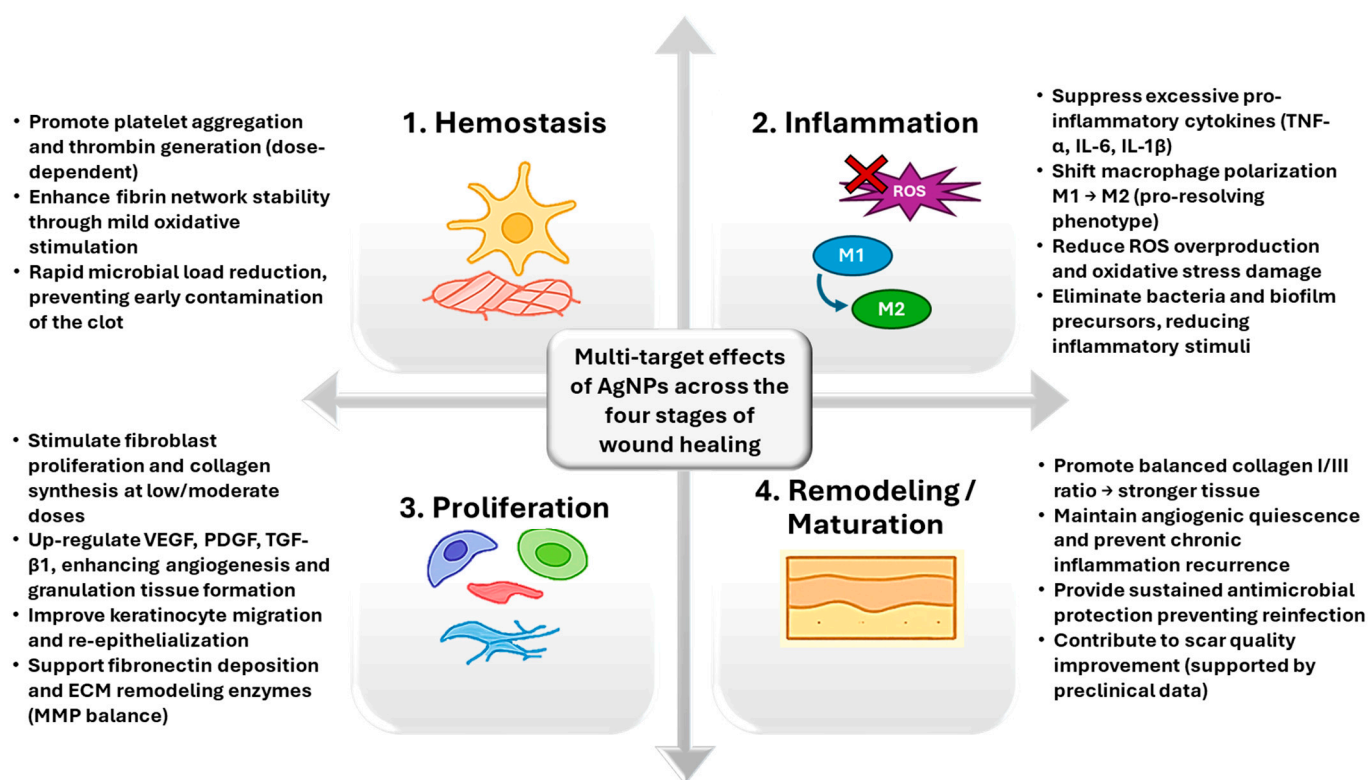 1. Hemostasis
• Promote platelet aggregation
and thrombin generation (dose-
dependent)
• Enhance fibrin network stability
through mild oxidative
stimulation
• Rapid microbial load reduction,
preventing early contamination
of the clot
2. Inflammation
ROS
M1
M2
• Suppress excessive pro-
inflammatory cytokines (TNF-
α, IL-6, IL-1β)
• Shift macrophage polarization
M1 → M2 (pro-resolving
phenotype)
• Reduce ROS overproduction
and oxidative stress damage
• Eliminate bacteria and biofilm
precursors, reducing
inflammatory stimuli
Multi-target effects
of AgNPs across the
four stages of
wound healing
3. Proliferation
• Stimulate fibroblast
proliferation and collagen
synthesis at low/moderate
doses
• Up-regulate VEGF, PDGF, TGF-
β1, enhancing angiogenesis and
granulation tissue formation
• Improve keratinocyte migration
and re-epithelialization
• Support fibronectin deposition
and ECM remodeling enzymes
(MMP balance)
4. Remodeling /
Maturation
• Promote balanced collagen I/III
ratio → stronger tissue
• Maintain angiogenic quiescence
and prevent chronic
inflammation recurrence
• Provide sustained antimicrobial
protection preventing reinfection
• Contribute to scar quality
improvement (supported by
preclinical data)